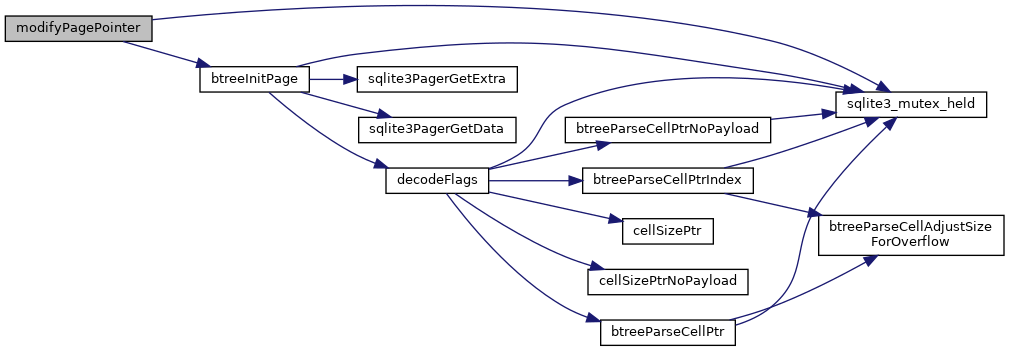 modifyPagePointer
btreeInitPage
sqlite3PagerGetExtra
sqlite3_mutex_held
sqlite3PagerGetData
btreeParseCellPtrNoPayload
decodeFlags
btreeParseCellPtrIndex
cellSizePtr
btreeParseCellAdjustSize
ForOverflow
cellSizePtrNoPayload
btreeParseCellPtr